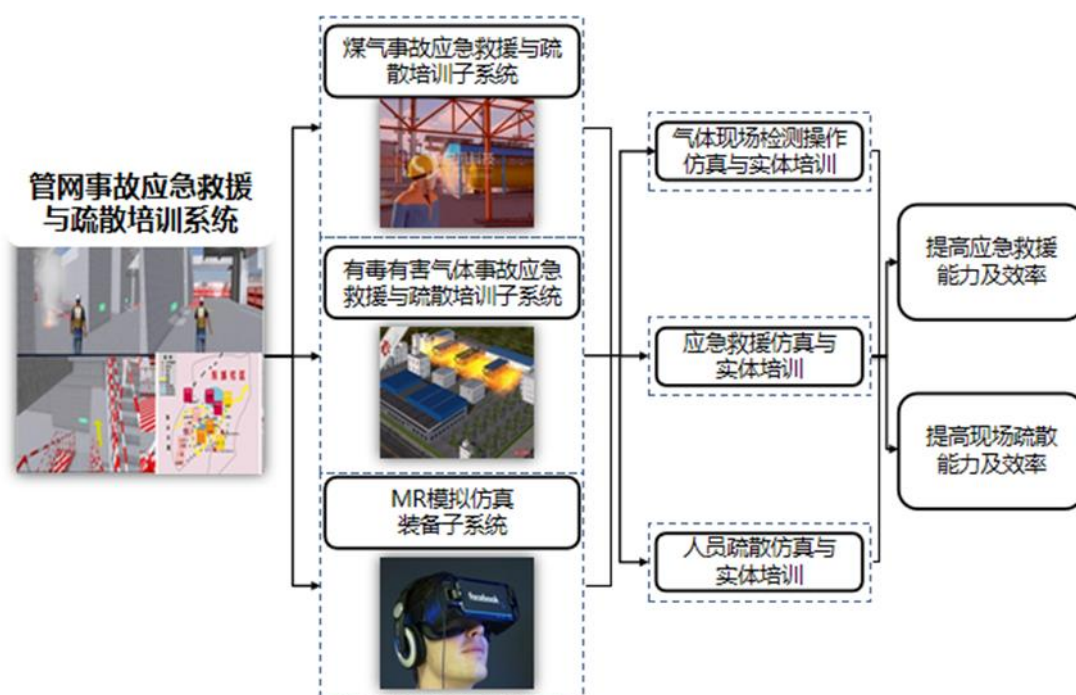 管网事故应急救援
与疏散培训系统
煤气事故应急救援与疏
散培训子系统
有毒有害气体事故应急
救援与疏散培训子系统
MR模拟仿真
装备子系统
facebook
气体现场检测操作
仿真与实体培训
应急救援仿真与
实体培训
人员疏散仿真与
实体培训
提高应急救援
能力及效率
提高现场疏散
能力及效率